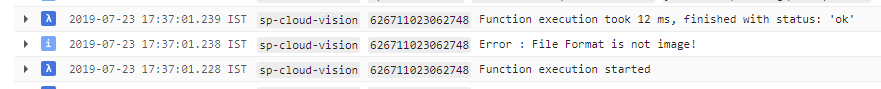 λ 2019-07-23 17:37:01.239 IST sp-cloud-vision 626711023062748 Function execution took 12 ms, finished with status: 'ok'
i 2019-07-23 17:37:01.238 IST sp-cloud-vision 626711023062748 Error : File Format is not image!
λ 2019-07-23 17:37:01.228 IST sp-cloud-vision 626711023062748 Function execution started